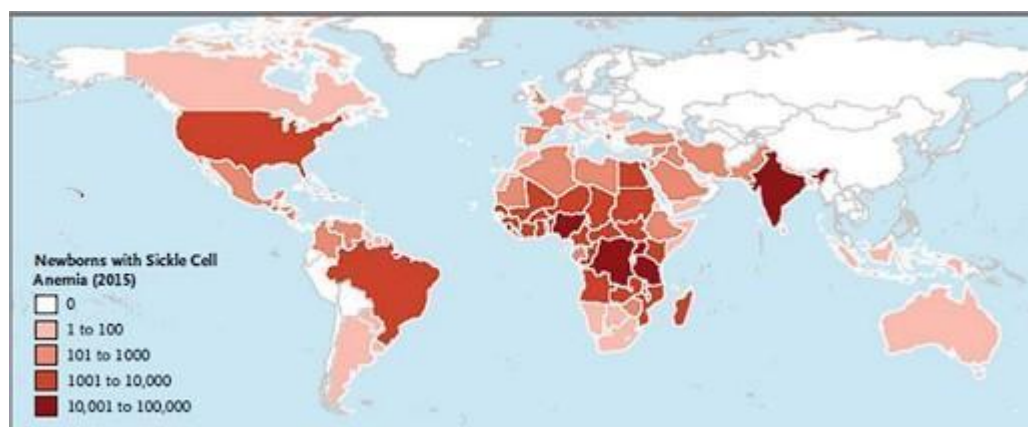 Newborns with Sickle Cell
Anemia (2015)
0
1 to 100
101 to 1000
1001 to 10,000
10,001 to 100,000